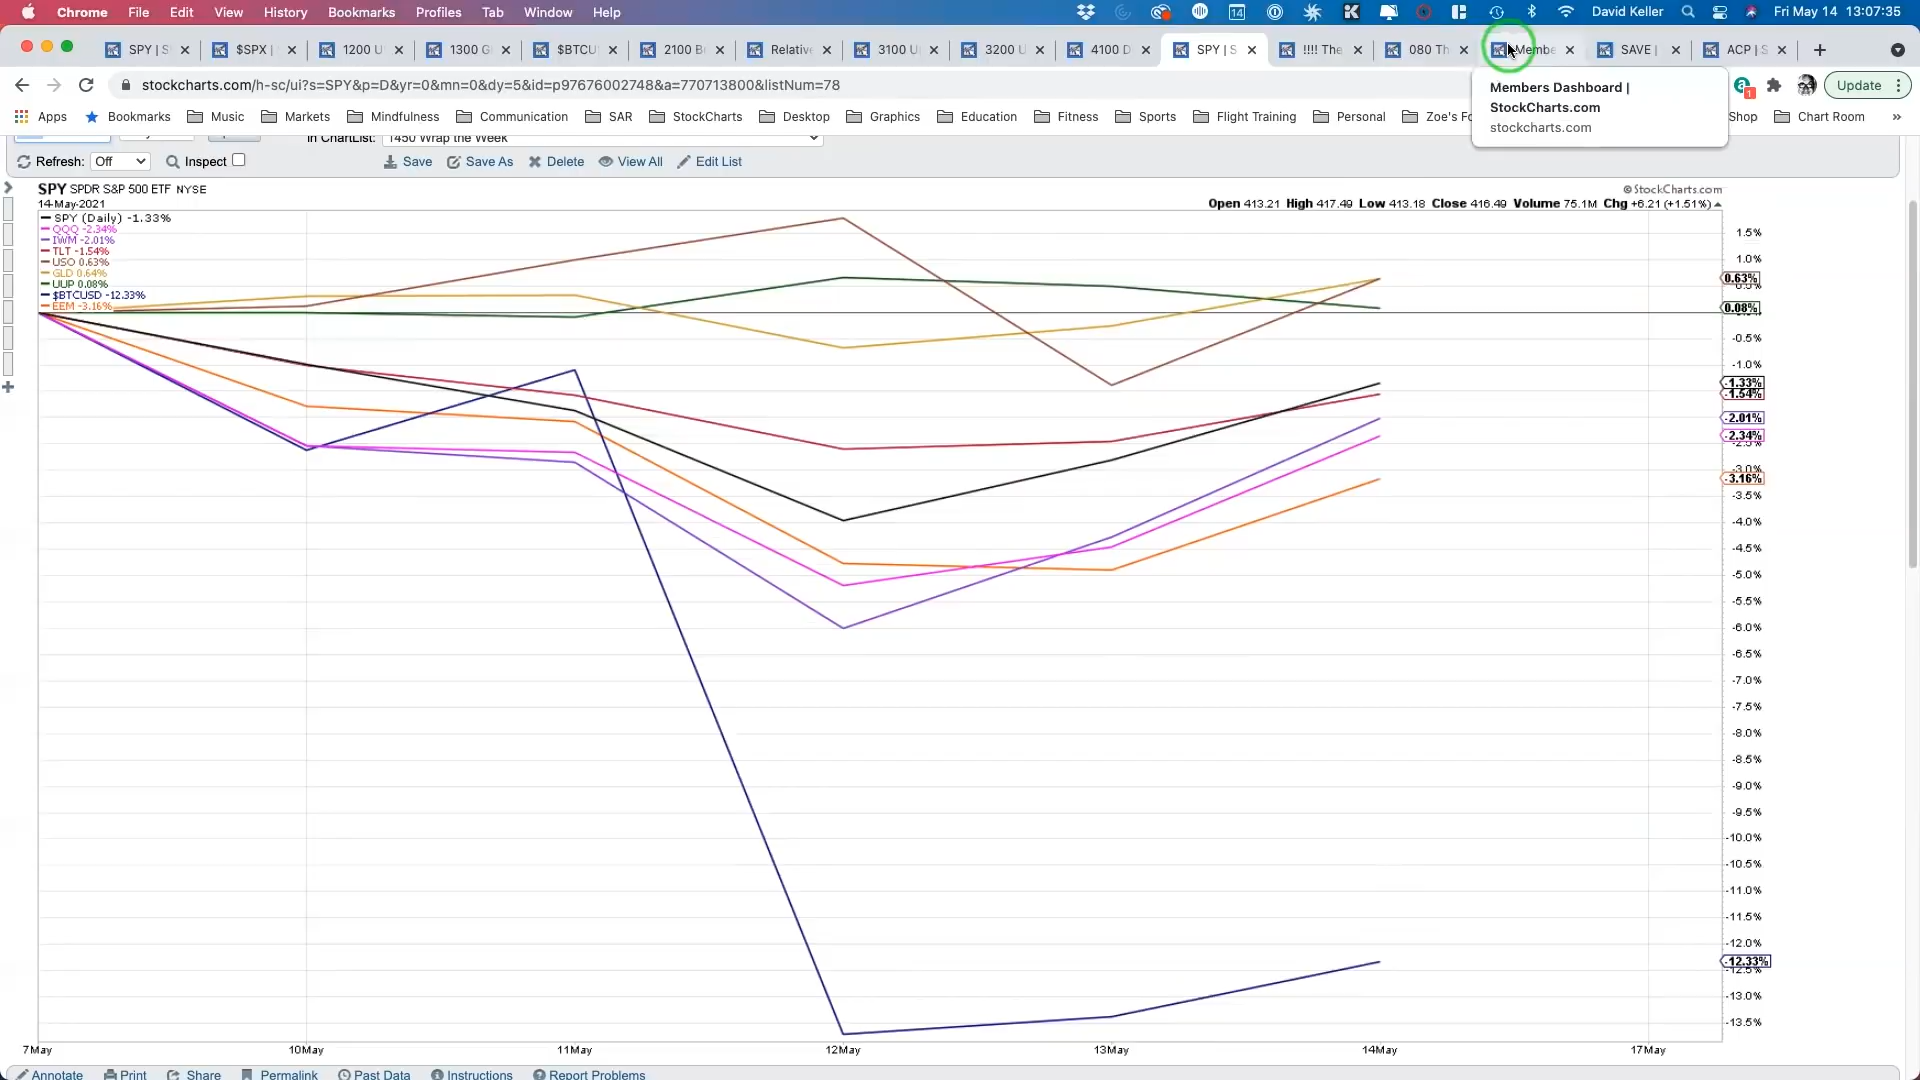 Chrome File Edit View History Bookmarks Profiles Tab Window Help 14 David Keller Fri May 14 13:07:35
SPY | S $SPX | 1200 U 1300 G $BTCU 2100 B Relative 3100 U 3200 U 4100 D SPY | S !!!! The 080 Th Membe SAVE | ACP | S
stockcharts.com/h-sc/ui?s=SPY&p=D&yr=0&mn=0&dy=5&id=p97676002748&a=770713800&listNum=78 1 Update
Members Dashboard |
StockCharts.com
stockcharts.com
Apps Bookmarks Music Markets Mindfulness Communication SAR StockCharts Desktop Graphics Education Fitness Sports Flight Training Personal Zoe's Fo Shop Chart Room »
in ChartList: 1450 Wrap the Week
Refresh: Off Inspect Save Save As Delete View All Edit List
SPY SPDR S&P 500 ETF NYSE © StockCharts.com
14-May-2021 Open 413.21 High 417.49 Low 413.18 Close 416.49 Volume 75.1M Chg +6.21 (+1.51%)
SPY (Daily) -1.33%
QQQ -2.34%
IWM -2.01%
TLT -1.54%
USO 0.63%
GLD 0.64%
UUP 0.08%
$BTCUSD -12.33%
EEM -3.16%
1.5%
1.0%
0.63%
0.08%
-0.5%
-1.0%
-1.33%
-1.54%
-2.01%
-2.34%
-3.0%
-3.16%
-3.5%
-4.0%
-4.5%
-5.0%
-5.5%
-6.0%
-6.5%
-7.0%
-7.5%
-8.0%
-8.5%
-9.0%
-9.5%
-10.0%
-10.5%
-11.0%
-11.5%
-12.0%
-12.33%
-12.5%
-13.0%
-13.5%
7May 10May 11May 12May 13May 14May 17May
Annotate Print Share Permalink Past Data Instructions Report Problems